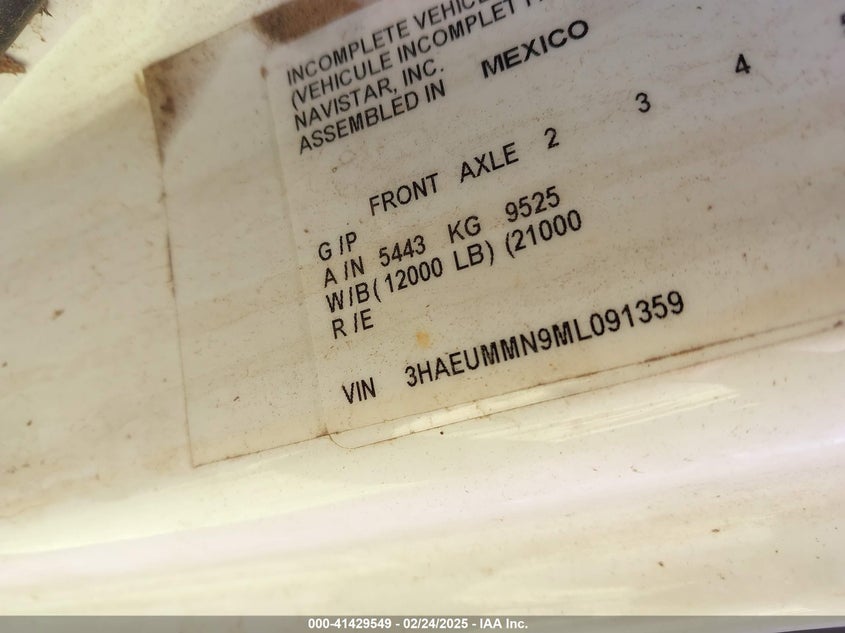 INCOMPLETE
(VEHICULE INCOMPLET
NAVISTAR, INC.
ASSEMBLED IN MEXICO
FRONT AXLE 2 3 4
G/P
A/N 5443 KG 9525
W/B (12000 LB) (21000
R/E
VIN 3HAEUMMN9ML091359
000-41429549 - 02/24/2025 - IAA Inc.